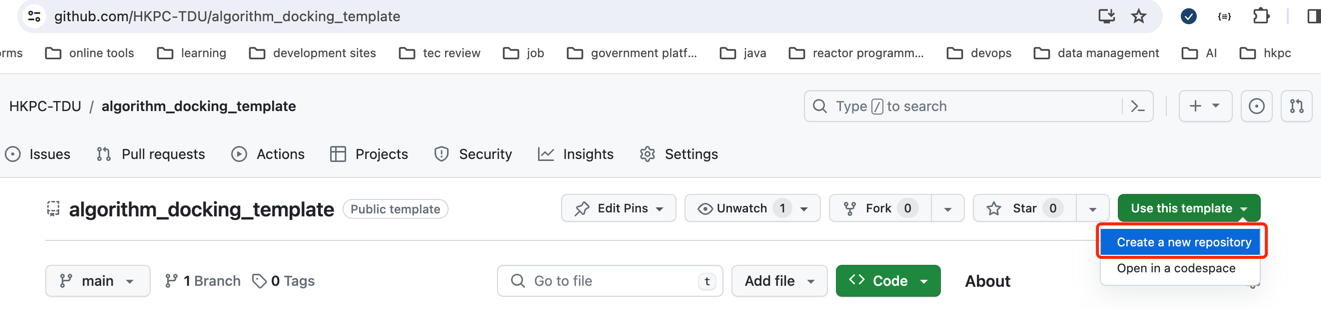 github.com/HKPC-TDU/algorithm_docking_template
rms online tools learning development sites tec review job government platf... java reactor programm... devops data management AI hkpc
HKPC-TDU / algorithm_docking_template Type / to search
Issues Pull requests Actions Projects Security Insights Settings
algorithm_docking_template Public template Edit Pins Unwatch 1 Fork 0 Star 0 Use this template
Create a new repository
Open in a codespace
main 1 Branch 0 Tags Go to file t Add file Code About